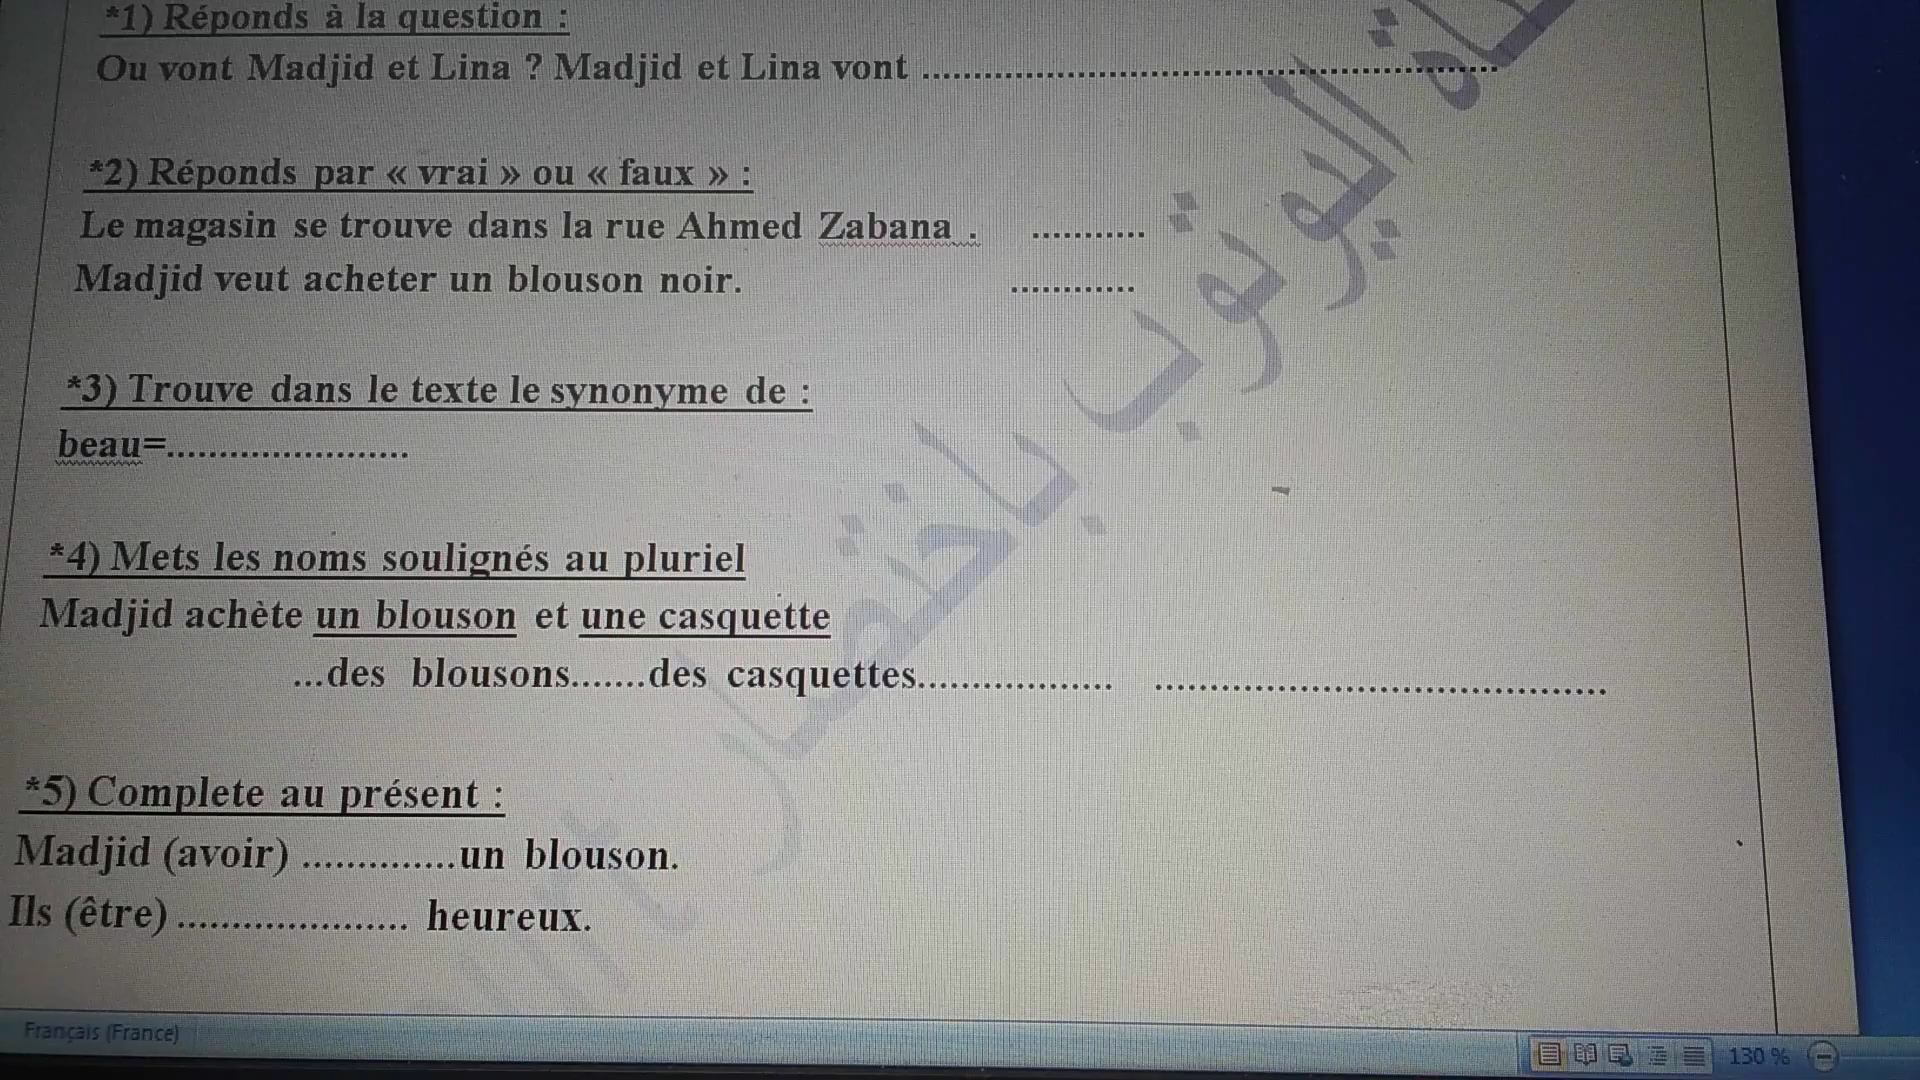 *1) Réponds à la question :
Ou vont Madjid et Lina ? Madjid et Lina vont ..........................................................
*2) Réponds par « vrai » ou « faux » :
Le magasin se trouve dans la rue Ahmed Zabana . ...........
Madjid veut acheter un blouson noir. ............
*3) Trouve dans le texte le synonyme de :
beau=........................
*4) Mets les noms soulignés au pluriel
Madjid achète un blouson et une casquette
...des blousons.......des casquettes................... ............................................
*5) Complete au présent :
Madjid (avoir) ...............un blouson.
Ils (être) ...................... heureux.
اليوتوب باختصار
Français (France)
130 %